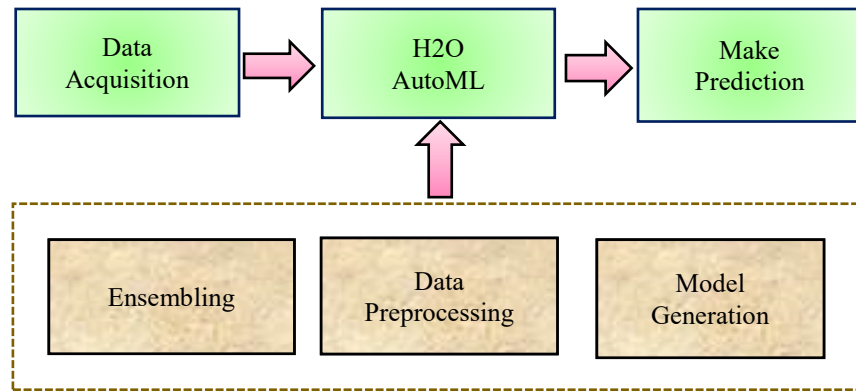 Data
Acquisition
H2O
AutoML
Make
Prediction
Ensembling
Data
Preprocessing
Model
Generation